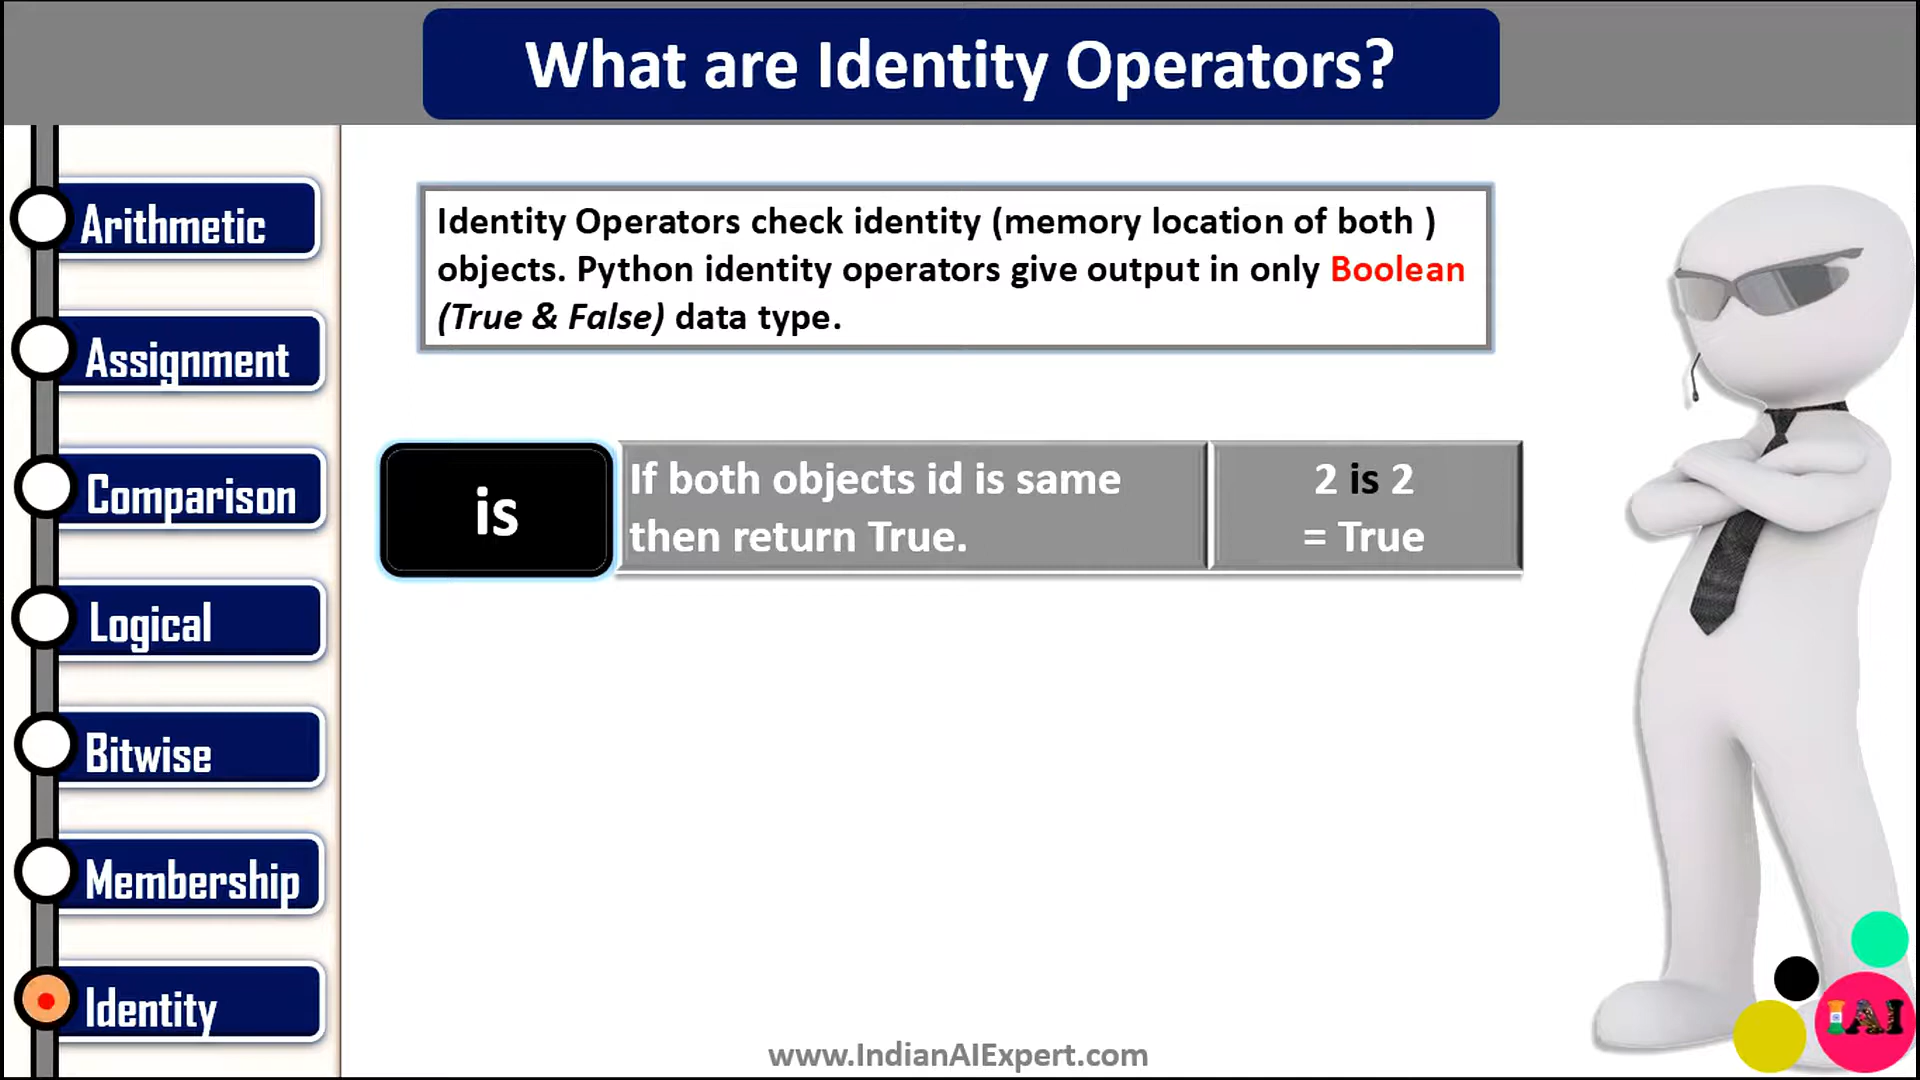 What are Identity Operators?
Arithmetic
Assignment
Comparison
Logical
Bitwise
Membership
Identity
Identity Operators check identity (memory location of both )
objects. Python identity operators give output in only Boolean
(True & False) data type.
is
If both objects id is same
then return True.
2 is 2
= True
www.IndianAIExpert.com
IAI